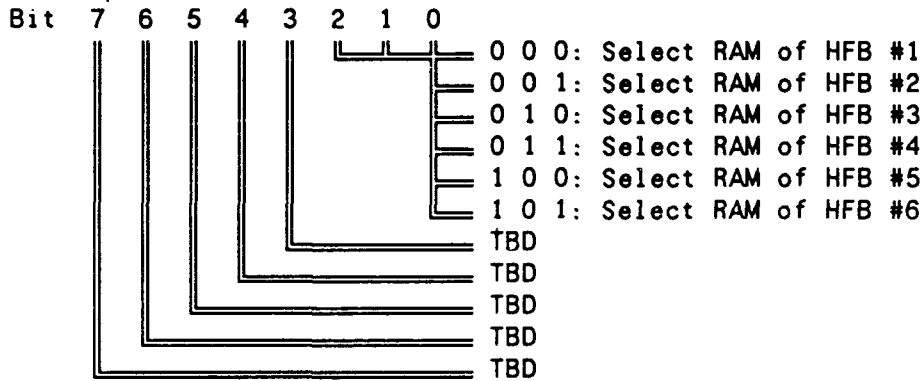 Bit 7 6 5 4 3 2 1 0
0 0 0: Select RAM of HFB #1
0 0 1: Select RAM of HFB #2
0 1 0: Select RAM of HFB #3
0 1 1: Select RAM of HFB #4
1 0 0: Select RAM of HFB #5
1 0 1: Select RAM of HFB #6
TBD
TBD
TBD
TBD
TBD